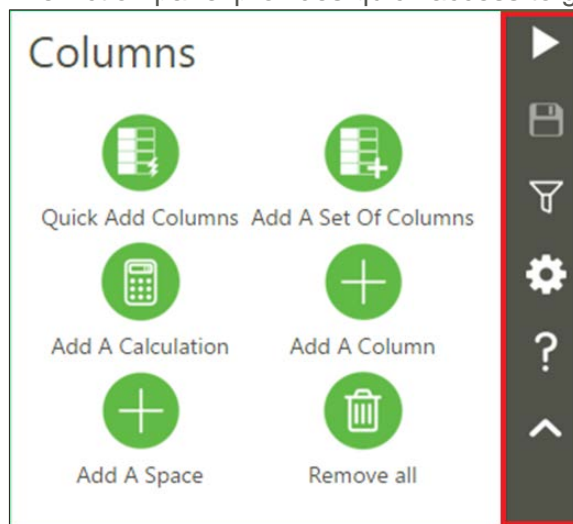 Columns
Quick Add Columns Add A Set Of Columns
Add A Calculation Add A Column
Add A Space Remove all